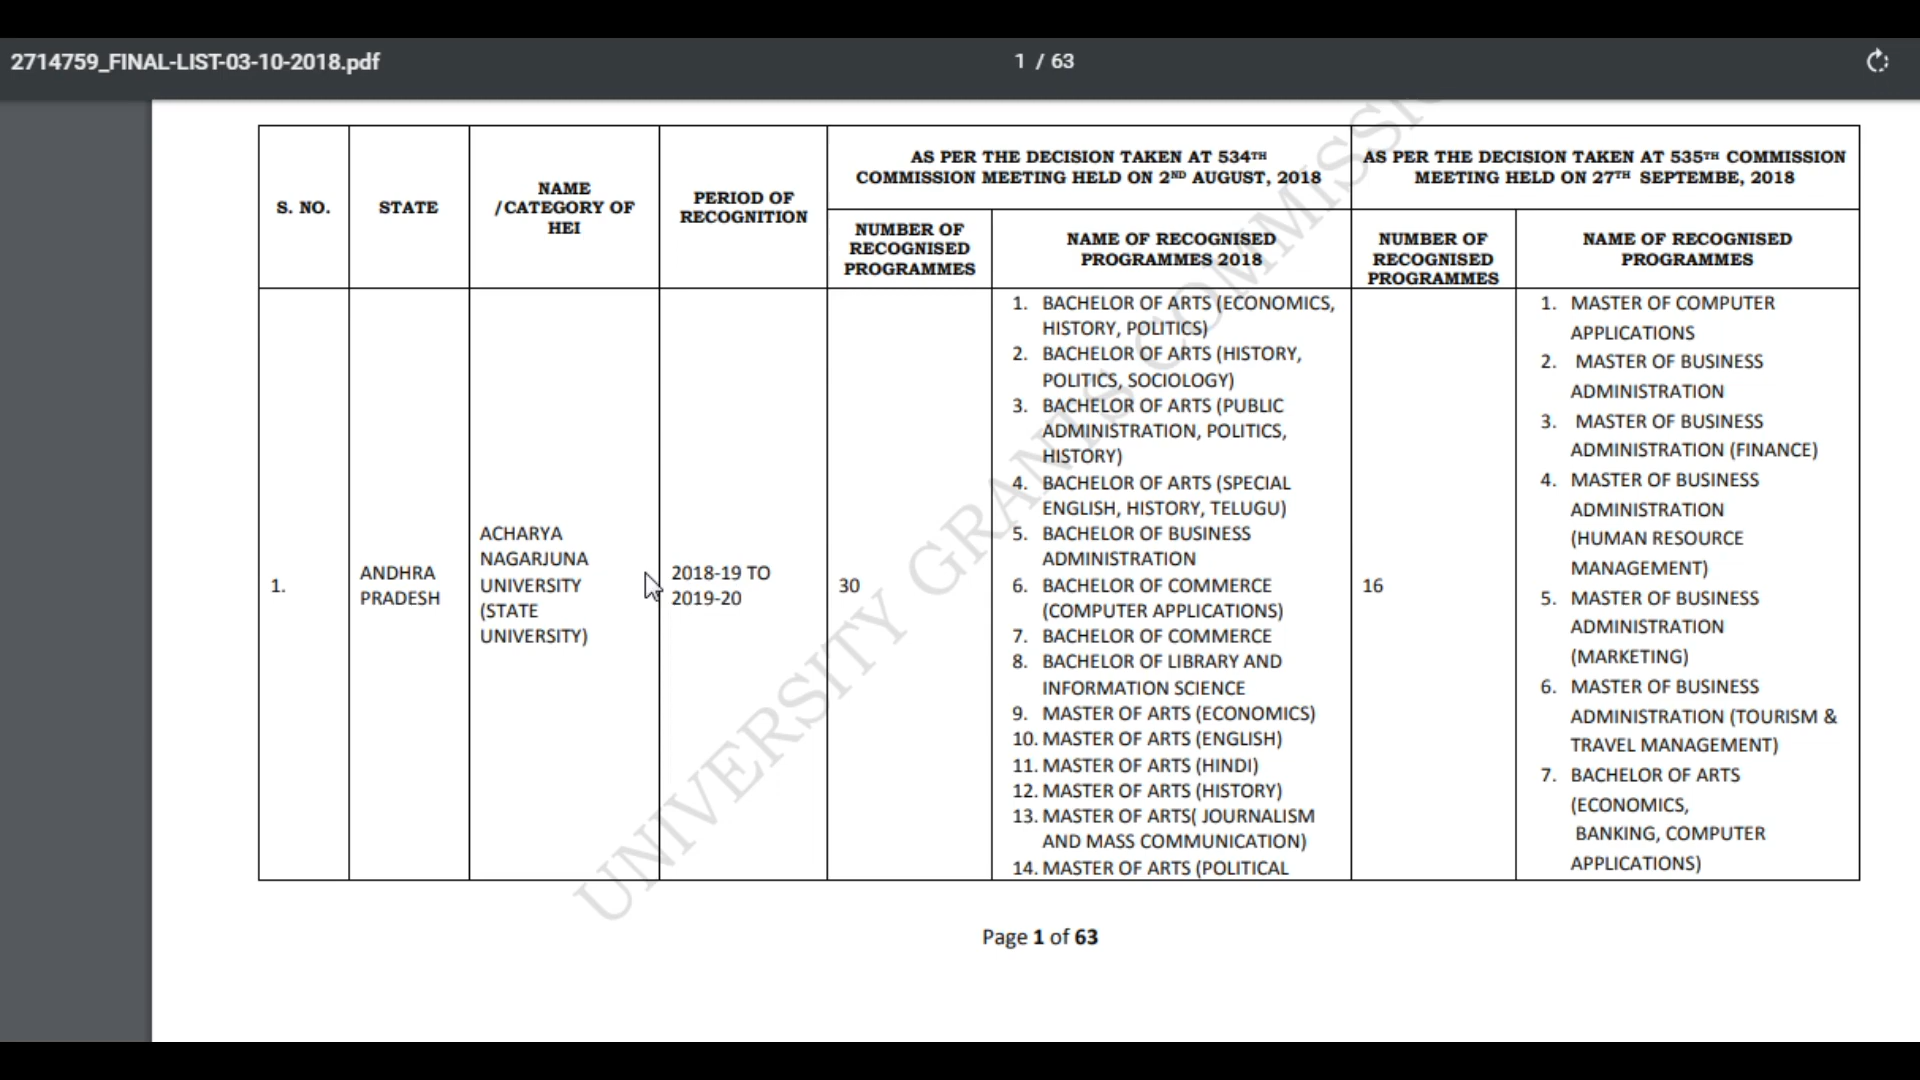 2714759_FINAL-LIST-03-10-2018.pdf
1 / 63
S. NO.
STATE
NAME
/CATEGORY OF
HEI
PERIOD OF
RECOGNITION
AS PER THE DECISION TAKEN AT 534TH
COMMISSION MEETING HELD ON 2ND AUGUST, 2018
AS PER THE DECISION TAKEN AT 535TH COMMISSION
MEETING HELD ON 27TH SEPTEMBE, 2018
NUMBER OF
RECOGNISED
PROGRAMMES
NAME OF RECOGNISED
PROGRAMMES 2018
NUMBER OF
RECOGNISED
PROGRAMMES
NAME OF RECOGNISED
PROGRAMMES
1.
ANDHRA
PRADESH
ACHARYA
NAGARJUNA
UNIVERSITY
(STATE
UNIVERSITY)
2018-19 TO
2019-20
30
1. BACHELOR OF ARTS (ECONOMICS,
HISTORY, POLITICS)
2. BACHELOR OF ARTS (HISTORY,
POLITICS, SOCIOLOGY)
3. BACHELOR OF ARTS (PUBLIC
ADMINISTRATION, POLITICS,
HISTORY)
4. BACHELOR OF ARTS (SPECIAL
ENGLISH, HISTORY, TELUGU)
5. BACHELOR OF BUSINESS
ADMINISTRATION
6. BACHELOR OF COMMERCE
(COMPUTER APPLICATIONS)
7. BACHELOR OF COMMERCE
8. BACHELOR OF LIBRARY AND
INFORMATION SCIENCE
9. MASTER OF ARTS (ECONOMICS)
10. MASTER OF ARTS (ENGLISH)
11. MASTER OF ARTS (HINDI)
12. MASTER OF ARTS (HISTORY)
13. MASTER OF ARTS( JOURNALISM
AND MASS COMMUNICATION)
14. MASTER OF ARTS (POLITICAL
16
1. MASTER OF COMPUTER
APPLICATIONS
2. MASTER OF BUSINESS
ADMINISTRATION
3. MASTER OF BUSINESS
ADMINISTRATION (FINANCE)
4. MASTER OF BUSINESS
ADMINISTRATION
(HUMAN RESOURCE
MANAGEMENT)
5. MASTER OF BUSINESS
ADMINISTRATION
(MARKETING)
6. MASTER OF BUSINESS
ADMINISTRATION (TOURISM &
TRAVEL MANAGEMENT)
7. BACHELOR OF ARTS
(ECONOMICS,
BANKING, COMPUTER
APPLICATIONS)
UNIVERSITY GRANTS COMMISSI
Page 1 of 63